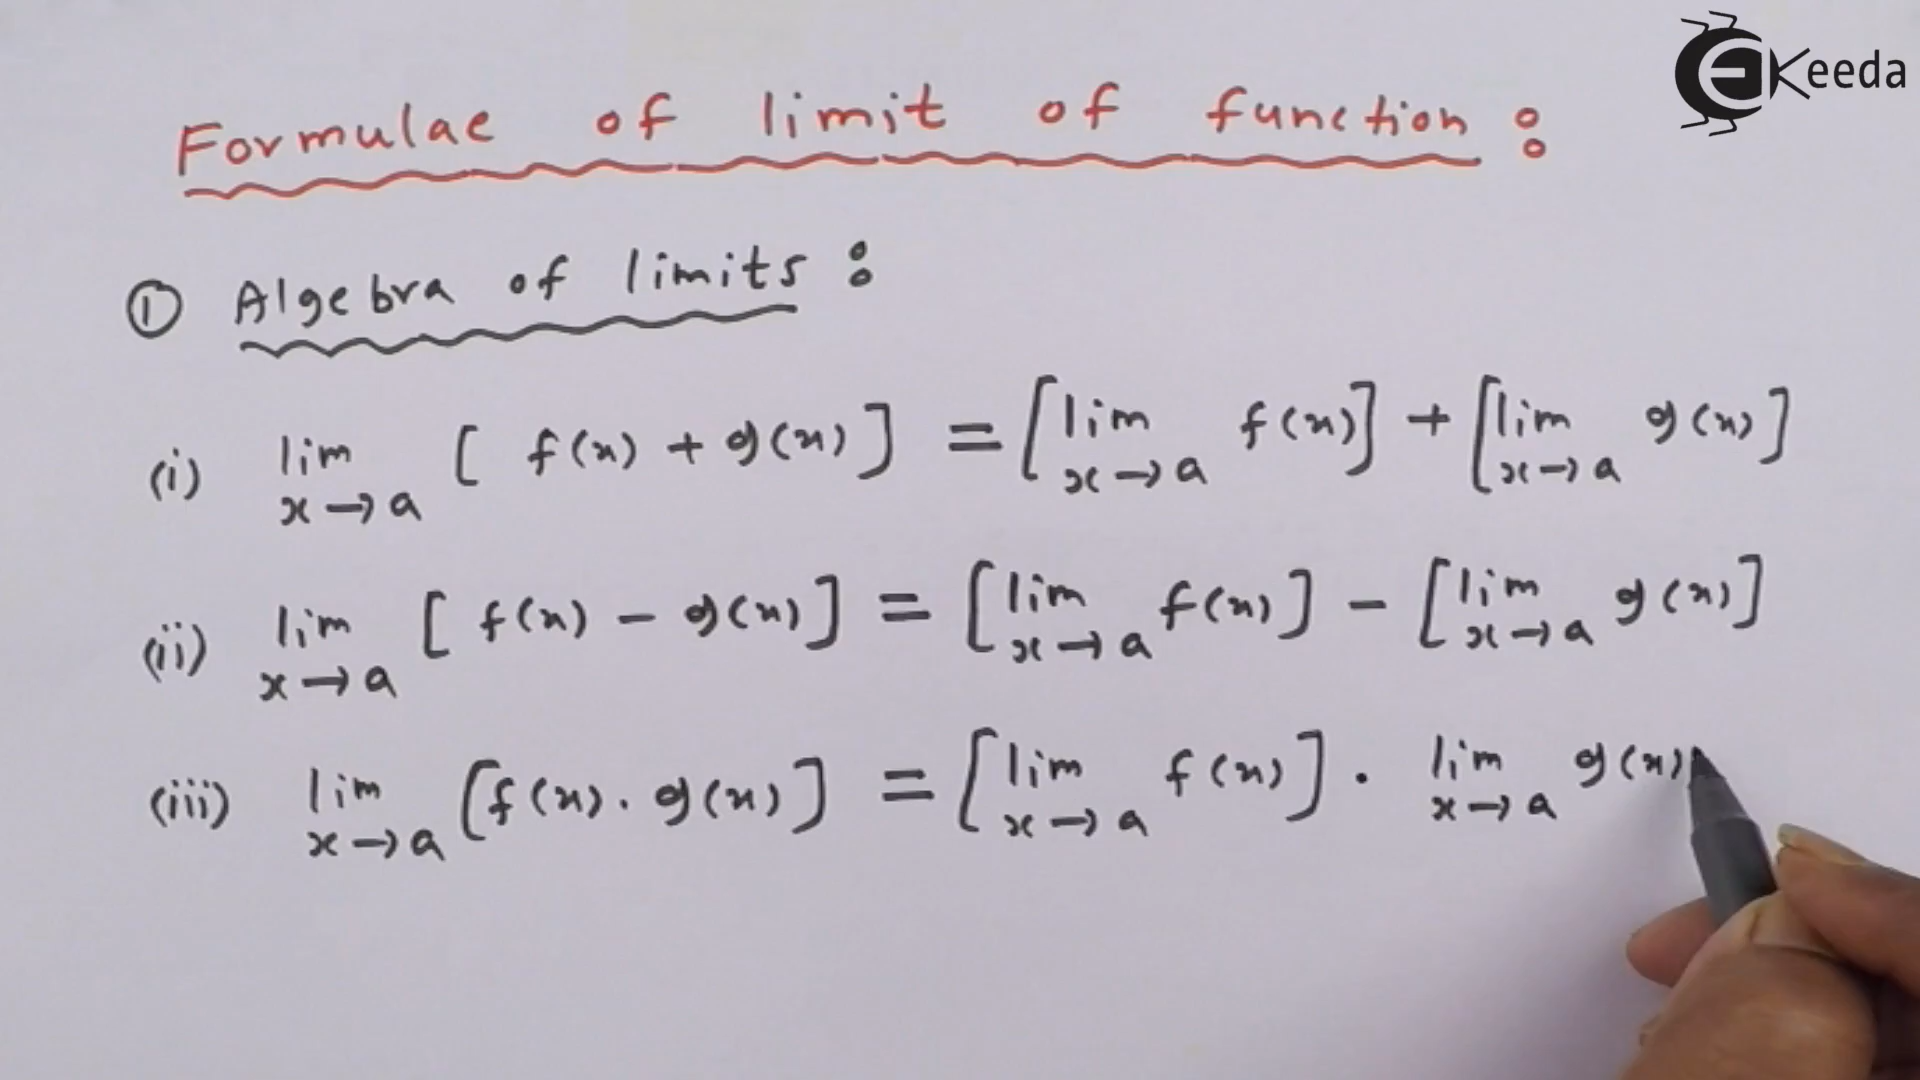 EKeeda
Formulae of limit of function :
① Algebra of limits :
(i) lim x→a [ f(x) + g(x) ] = [ lim x→a f(x) ] + [ lim x→a g(x) ]
(ii) lim x→a [ f(x) - g(x) ] = [ lim x→a f(x) ] - [ lim x→a g(x) ]
(iii) lim x→a [ f(x) . g(x) ] = [ lim x→a f(x) ] . lim x→a g(x)